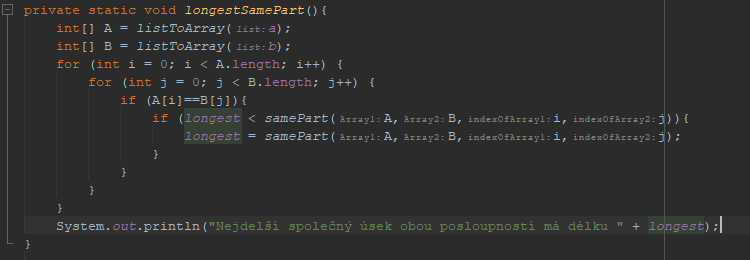 private static void longestSamePart(){
int[] A = listToArray( list: a);
int[] B = listToArray( list: b);
for (int i = 0; i < A.length; i++) {
for (int j = 0; j < B.length; j++) {
if (A[i]==B[j]){
if (longest < samePart( Array1: A, Array2: B, indexOfArray1: i, indexOfArray2: j)){
longest = samePart( Array1: A, Array2: B, indexOfArray1: i, indexOfArray2: j);
}
}
}
}
System.out.println("Nejdelší společný úsek obou posloupností má délku " + longest);
}